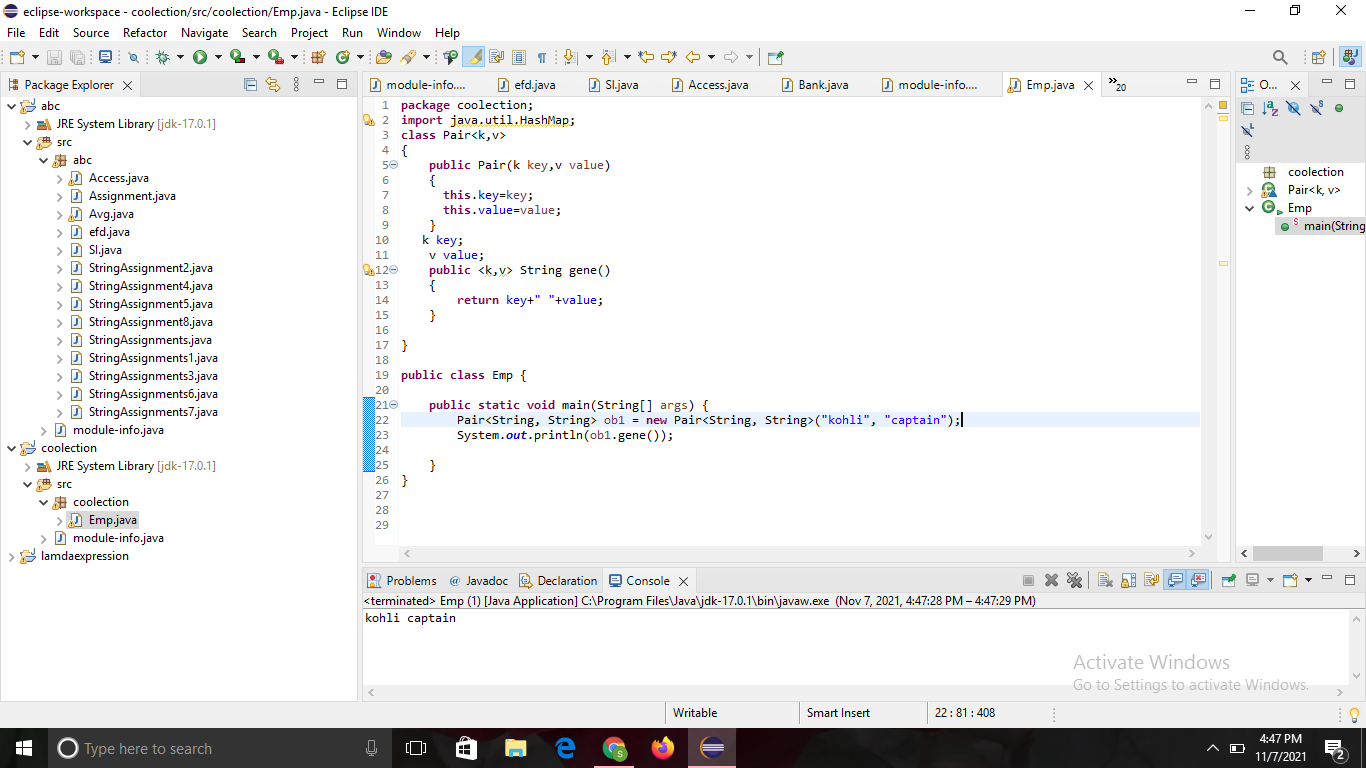 eclipse-workspace - coolection/src/coolection/Emp.java - Eclipse IDE
File Edit Source Refactor Navigate Search Project Run Window Help
Package Explorer
abc
JRE System Library [jdk-17.0.1]
src
abc
Access.java
Assignment.java
Avg.java
efd.java
Sl.java
StringAssignment2.java
StringAssignment4.java
StringAssignment5.java
StringAssignment8.java
StringAssignments.java
StringAssignments1.java
StringAssignments3.java
StringAssignments6.java
StringAssignments7.java
module-info.java
coolection
JRE System Library [jdk-17.0.1]
src
coolection
Emp.java
module-info.java
lamdaexpression
module-info.... efd.java Sl.java Access.java Bank.java module-info.... Emp.java »20
1 package coolection;
2 import java.util.HashMap;
3 class Pair<k,v>
4 {
5 public Pair(k key,v value)
6 {
7 this.key=key;
8 this.value=value;
9 }
10 k key;
11 v value;
12 public <k,v> String gene()
13 {
14 return key+" "+value;
15 }
16
17 }
18
19 public class Emp {
20
21 public static void main(String[] args) {
22 Pair<String, String> ob1 = new Pair<String, String>("kohli", "captain");
23 System.out.println(ob1.gene());
24
25 }
26 }
27
28
29
O...
coolection
Pair<k, v>
Emp
S main(String
Problems @ Javadoc Declaration Console
<terminated> Emp (1) [Java Application] C:\Program Files\Java\jdk-17.0.1\bin\javaw.exe (Nov 7, 2021, 4:47:28 PM – 4:47:29 PM)
kohli captain
Activate Windows
Go to Settings to activate Windows.
Writable Smart Insert 22 : 81 : 408
Type here to search
4:47 PM
11/7/2021
2